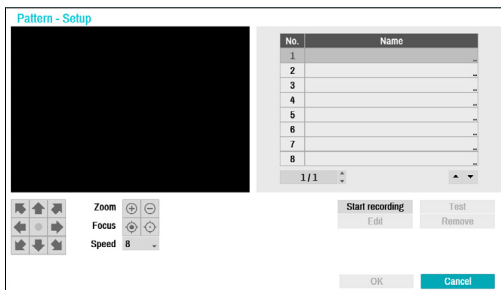 Pattern - Setup
No. Name
1 ...
2 ...
3 ...
4 ...
5 ...
6 ...
7 ...
8 ...
1 / 1
Zoom
Focus
Speed 8
Start recording Test
Edit Remove
OK Cancel